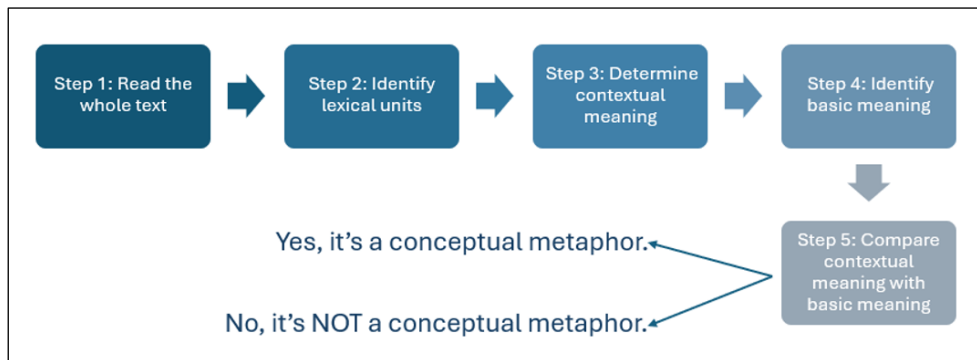 Step 1: Read the
whole text
Step 2: Identify
lexical units
Step 3: Determine
contextual
meaning
Step 4: Identify
basic meaning
Step 5: Compare
contextual
meaning with
basic meaning
Yes, it’s a conceptual metaphor.
No, it’s NOT a conceptual metaphor.